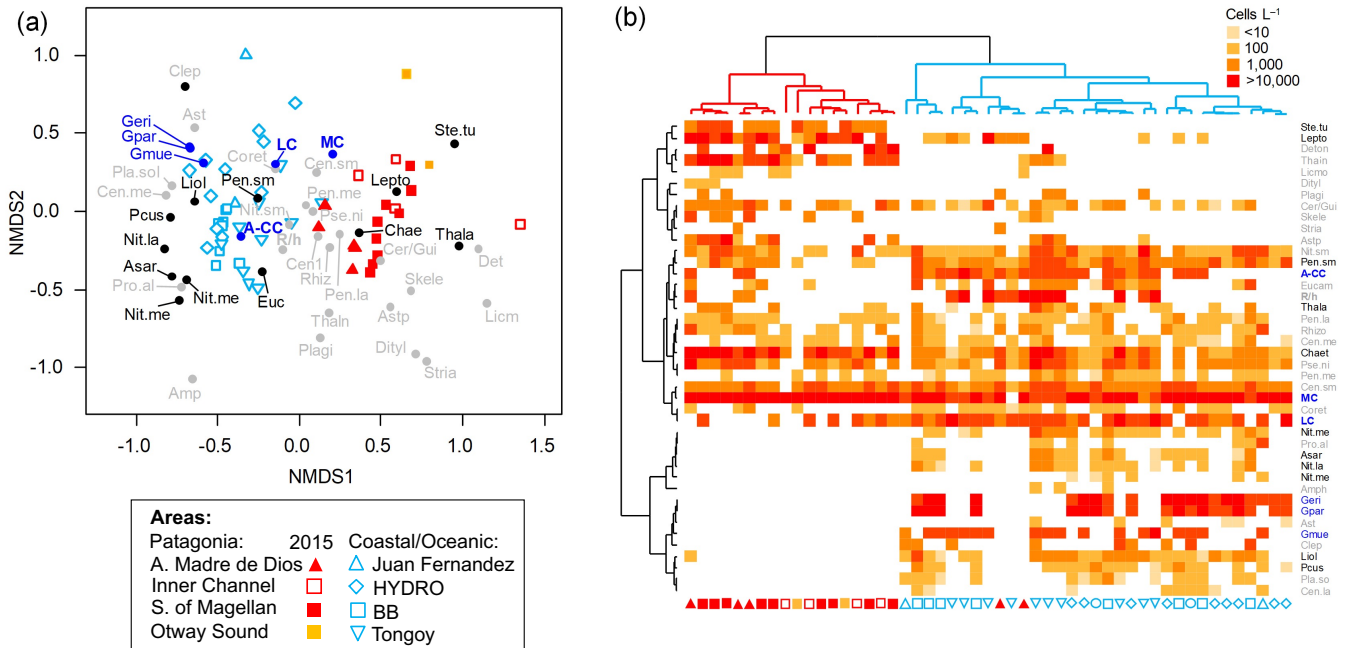 (a)
1.0
0.5
0.0
-0.5
-1.0
NMDS2
-1.0
-0.5
0.0
0.5
1.0
1.5
NMDS1
Clep
Ast
Geri
Gpar
Gmue
LC
MC
Ste.tu
Coret
Cen.sm
Pla.sol
Cen.me
Liol
Pen.sm
Pen.me
Lepto
Pcus
Nit.sm
Pse.ni
A-CC
R/h
Chae
Thala
Nit.la
Cen1
Cer/Gui
Det
Asar
Rhiz
Pro.al
Nit.me
Euc
Pen.la
Skele
Nit.me
Thaln
Astp
Licm
Plagi
Dityl
Stria
Amp
Areas:
Patagonia: 2015 Coastal/Oceanic:
A. Madre de Dios Juan Fernandez
Inner Channel HYDRO
S. of Magellan BB
Otway Sound Tongoy
(b)
Cells L⁻¹
<10
100
1,000
>10,000
Ste.tu
Lepto
Deton
Thain
Licmo
Dityl
Plagi
Cer/Gui
Skele
Stria
Astp
Nit.sm
Pen.sm
A-CC
Eucam
R/h
Thala
Pen.la
Rhizo
Cen.me
Chaet
Pse.ni
Pen.me
Cen.sm
MC
Coret
LC
Nit.me
Pro.al
Asar
Nit.la
Nit.me
Amph
Geri
Gpar
Ast
Gmue
Clep
Liol
Pcus
Pla.so
Cen.la